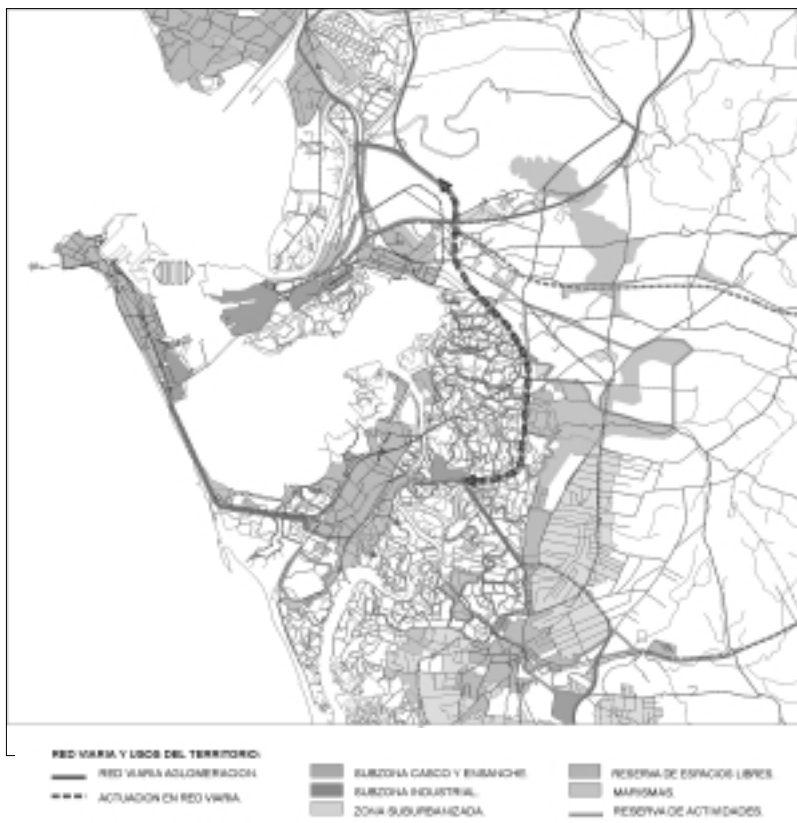 RED VIARIA Y USOS DEL TERRITORIO:
RED VIARIA AGLOMERACION.
ACTUACION EN RED VIARIA.
SUBZONA CASCO Y ENSANCHE.
SUBZONA INDUSTRIAL.
ZONA SUBURBANIZADA.
RESERVA DE ESPACIOS LIBRES.
MARISMAS.
RESERVA DE ACTIVIDADES.